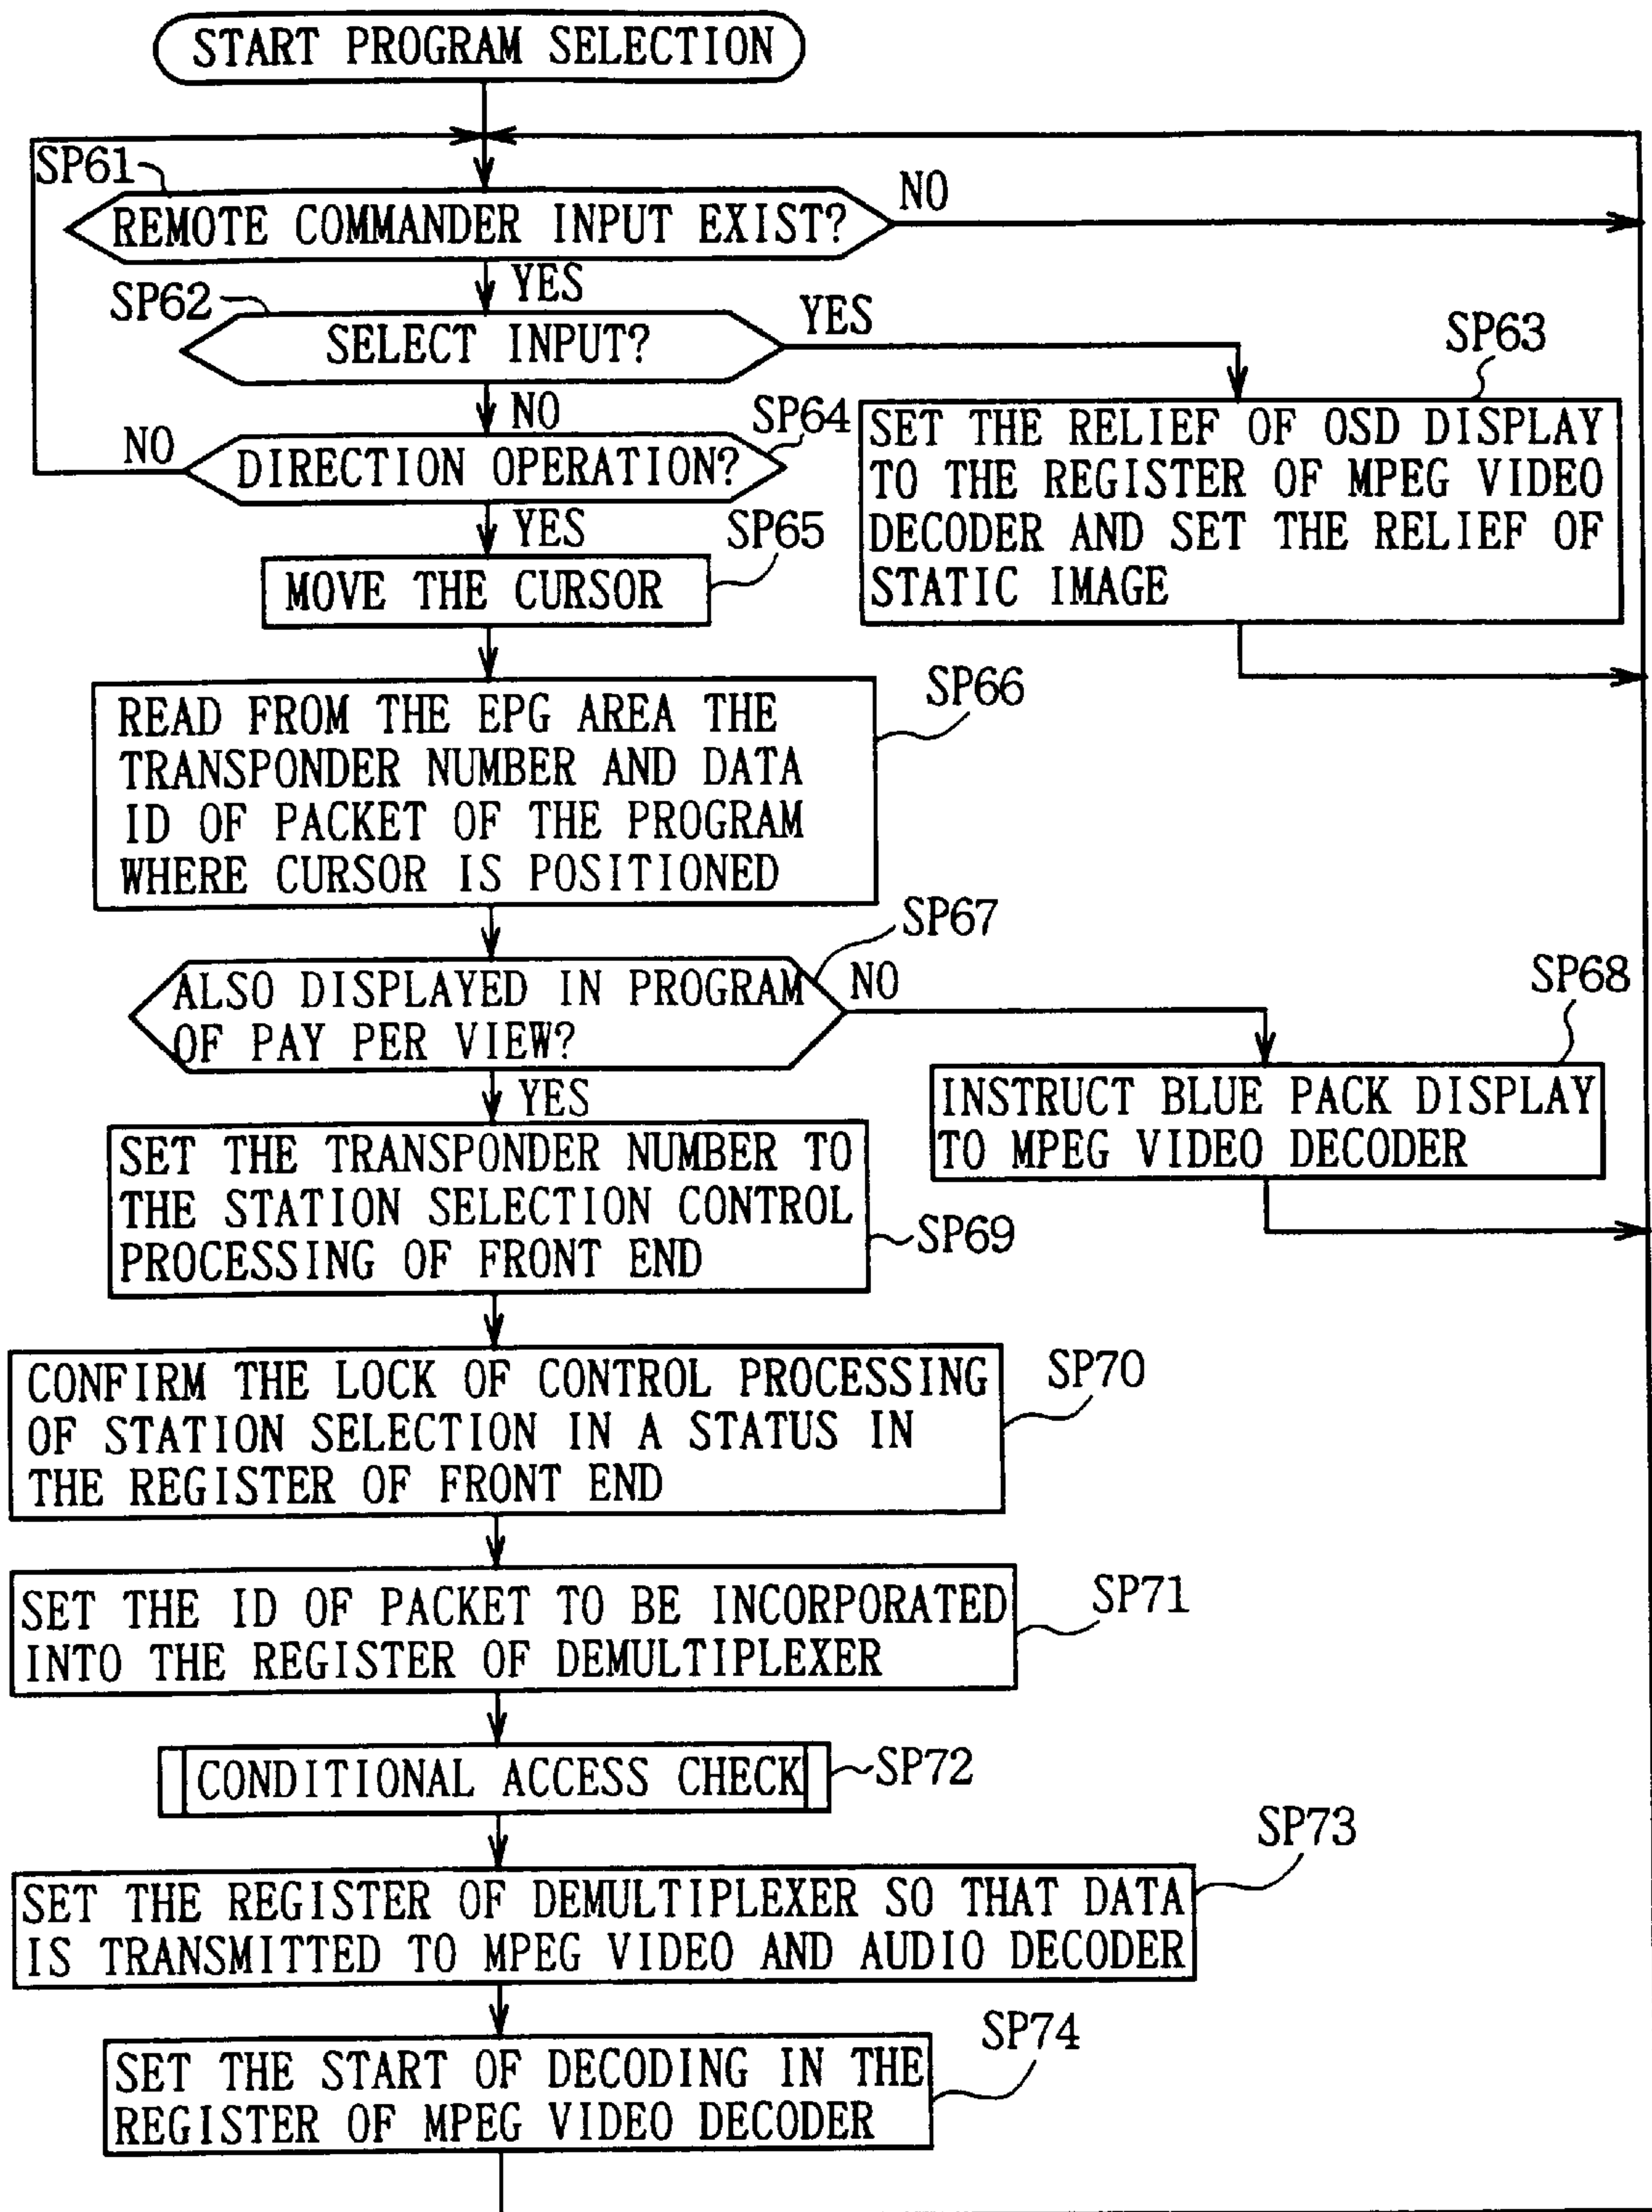 START PROGRAM SELECTION
SP61
REMOTE COMMANDER INPUT EXIST?
NO
YES
SP62
SELECT INPUT?
YES
NO
SP63
SET THE RELIEF OF OSD DISPLAY
TO THE REGISTER OF MPEG VIDEO
DECODER AND SET THE RELIEF OF
STATIC IMAGE
SP64
NO
DIRECTION OPERATION?
YES
SP65
MOVE THE CURSOR
SP66
READ FROM THE EPG AREA THE
TRANSPONDER NUMBER AND DATA
ID OF PACKET OF THE PROGRAM
WHERE CURSOR IS POSITIONED
SP67
ALSO DISPLAYED IN PROGRAM
OF PAY PER VIEW?
NO
YES
SP68
INSTRUCT BLUE PACK DISPLAY
TO MPEG VIDEO DECODER
SET THE TRANSPONDER NUMBER TO
THE STATION SELECTION CONTROL
PROCESSING OF FRONT END
SP69
CONFIRM THE LOCK OF CONTROL PROCESSING
OF STATION SELECTION IN A STATUS IN
THE REGISTER OF FRONT END
SP70
SET THE ID OF PACKET TO BE INCORPORATED
INTO THE REGISTER OF DEMULTIPLEXER
SP71
CONDITIONAL ACCESS CHECK
SP72
SP73
SET THE REGISTER OF DEMULTIPLEXER SO THAT DATA
IS TRANSMITTED TO MPEG VIDEO AND AUDIO DECODER
SP74
SET THE START OF DECODING IN THE
REGISTER OF MPEG VIDEO DECODER